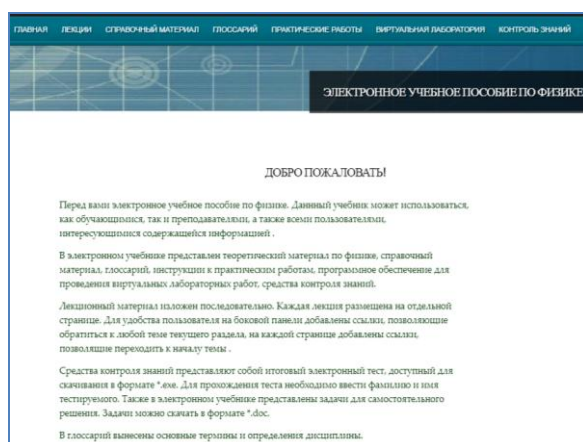 ГЛАВНАЯ ЛЕКЦИИ СПРАВОЧНЫЙ МАТЕРИАЛ ГЛОССАРИЙ ПРАКТИЧЕСКИЕ РАБОТЫ ВИРТУАЛЬНАЯ ЛАБОРАТОРИЯ КОНТРОЛЬ ЗНАНИЙ
ЭЛЕКТРОННОЕ УЧЕБНОЕ ПОСОБИЕ ПО ФИЗИКЕ
ДОБРО ПОЖАЛОВАТЬ!
Перед вами электронное учебное пособие по физике. Даннный учебник может использоваться,
как обучающимися, так и преподавателями, а также всеми пользователями,
интересующимися содержащейся информацией .
В электронном учебнике представлен теоретический материал по физике, справочный
материал, глоссарий, инструкции к практическим работам, программное обеспечение для
проведения виртуальных лабораторных работ, средства контроля знаний.
Лекционный материал изложен последовательно. Каждая лекция размещена на отдельной
странице. Для удобства пользователя на боковой панели добавлены ссылки, позволяющие
обратиться к любой теме текущего раздела, на каждой странице добавлены ссылки,
позволящие переходить к началу темы .
Средства контроля знаний представляют собой итоговый электронный тест, доступный для
скачивания в формате *.exe. Для прохождения теста необходимо ввести фамилию и имя
тестируемого. Также в электронном учебнике представлены задачи для самостоятельного
решения. Задачи можно скачать в формате *.doc.
В глоссарий вынесены основные термины и определения дисциплины.